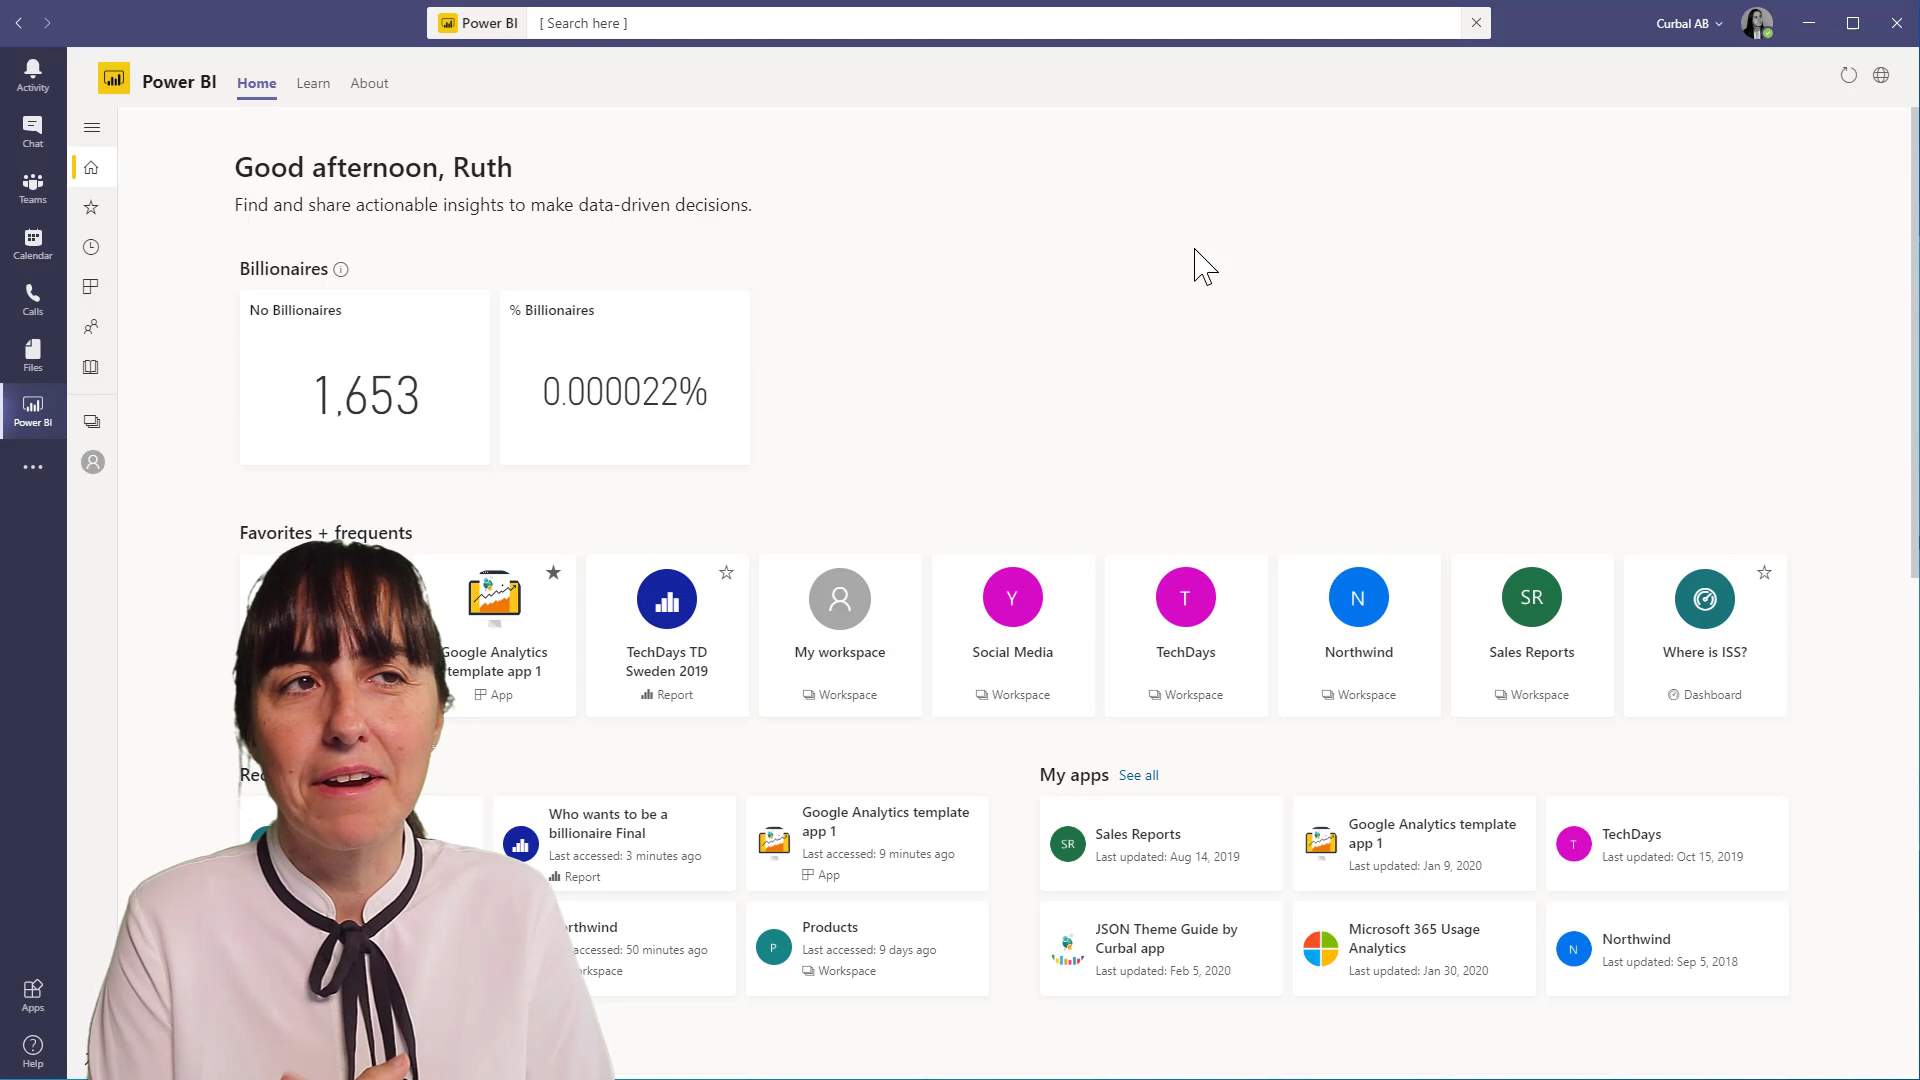 Power BI
[ Search here ]
Curbal AB
Activity
Chat
Teams
Calendar
Calls
Files
Power BI
Apps
Help
Power BI
Home
Learn
About
Good afternoon, Ruth
Find and share actionable insights to make data-driven decisions.
Billionaires
No Billionaires
1,653
% Billionaires
0.000022%
Favorites + frequents
Google Analytics
template app 1
App
TechDays TD
Sweden 2019
Report
My workspace
Workspace
Y
Social Media
Workspace
T
TechDays
Workspace
N
Northwind
Workspace
SR
Sales Reports
Workspace
Where is ISS?
Dashboard
Who wants to be a
billionaire Final
Last accessed: 3 minutes ago
Report
Google Analytics template
app 1
Last accessed: 9 minutes ago
App
rthwind
accessed: 50 minutes ago
rkspace
P
Products
Last accessed: 9 days ago
Workspace
My apps
See all
SR
Sales Reports
Last updated: Aug 14, 2019
Google Analytics template
app 1
Last updated: Jan 9, 2020
T
TechDays
Last updated: Oct 15, 2019
JSON Theme Guide by
Curbal app
Last updated: Feb 5, 2020
Microsoft 365 Usage
Analytics
Last updated: Jan 30, 2020
N
Northwind
Last updated: Sep 5, 2018